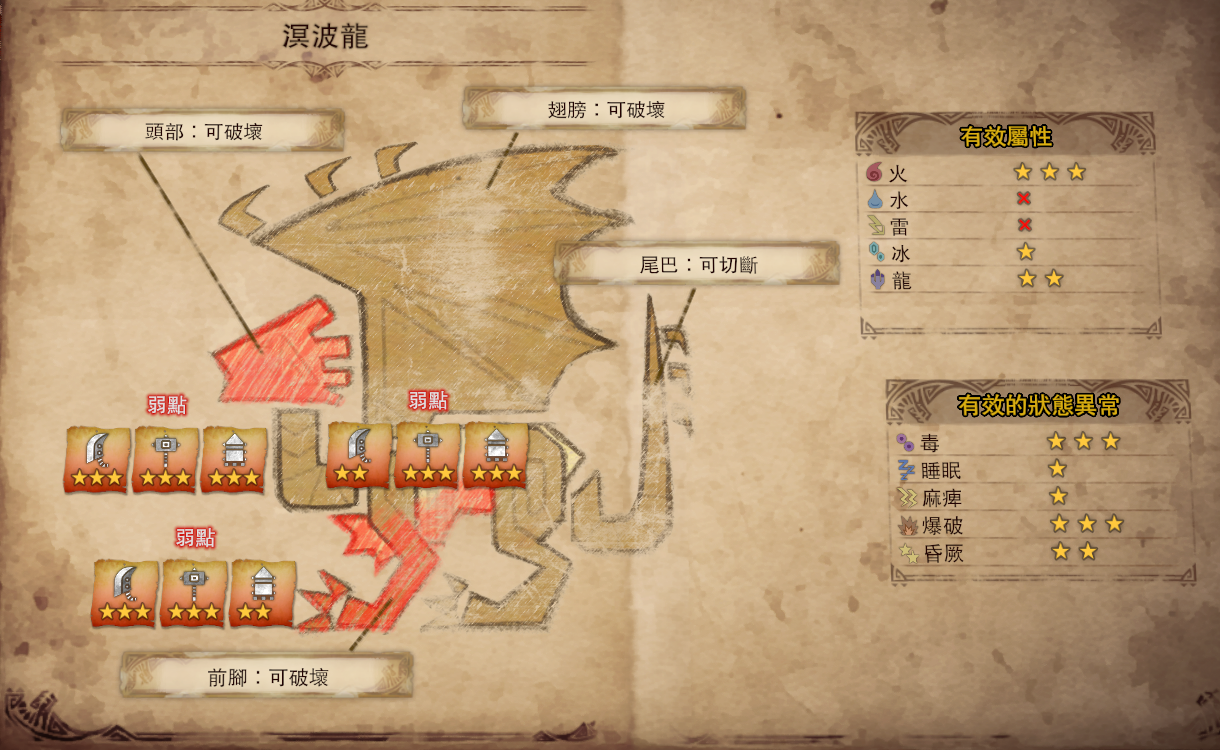 溟波龍
頭部：可破壞
翅膀：可破壞
尾巴：可切斷
弱點
弱點
弱點
前腳：可破壞
有效屬性
火
水
雷
冰
龍
有效的狀態異常
毒
睡眠
麻痺
爆破
昏厥